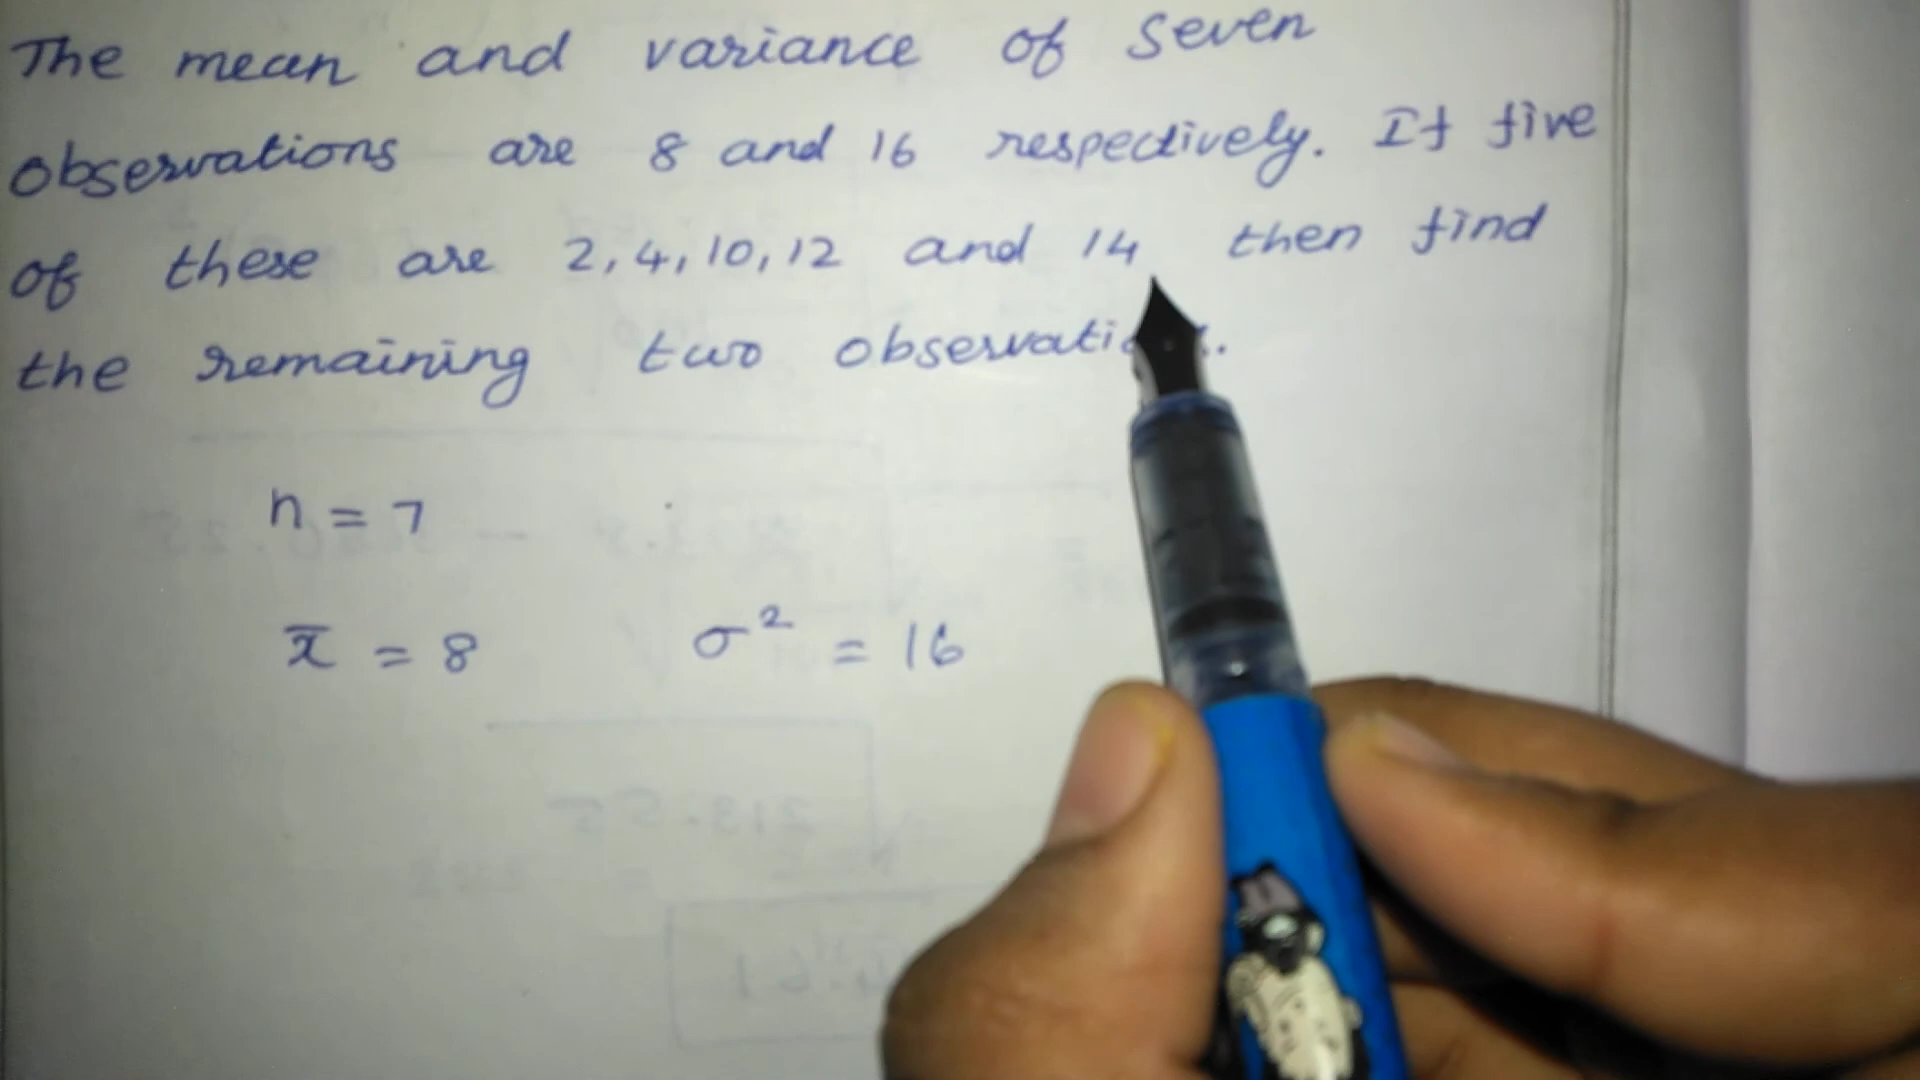 The mean and variance of seven
observations are 8 and 16 respectively. If five
of these are 2, 4, 10, 12 and 14 then find
the remaining two
n = 7
x̄ = 8 σ² = 16